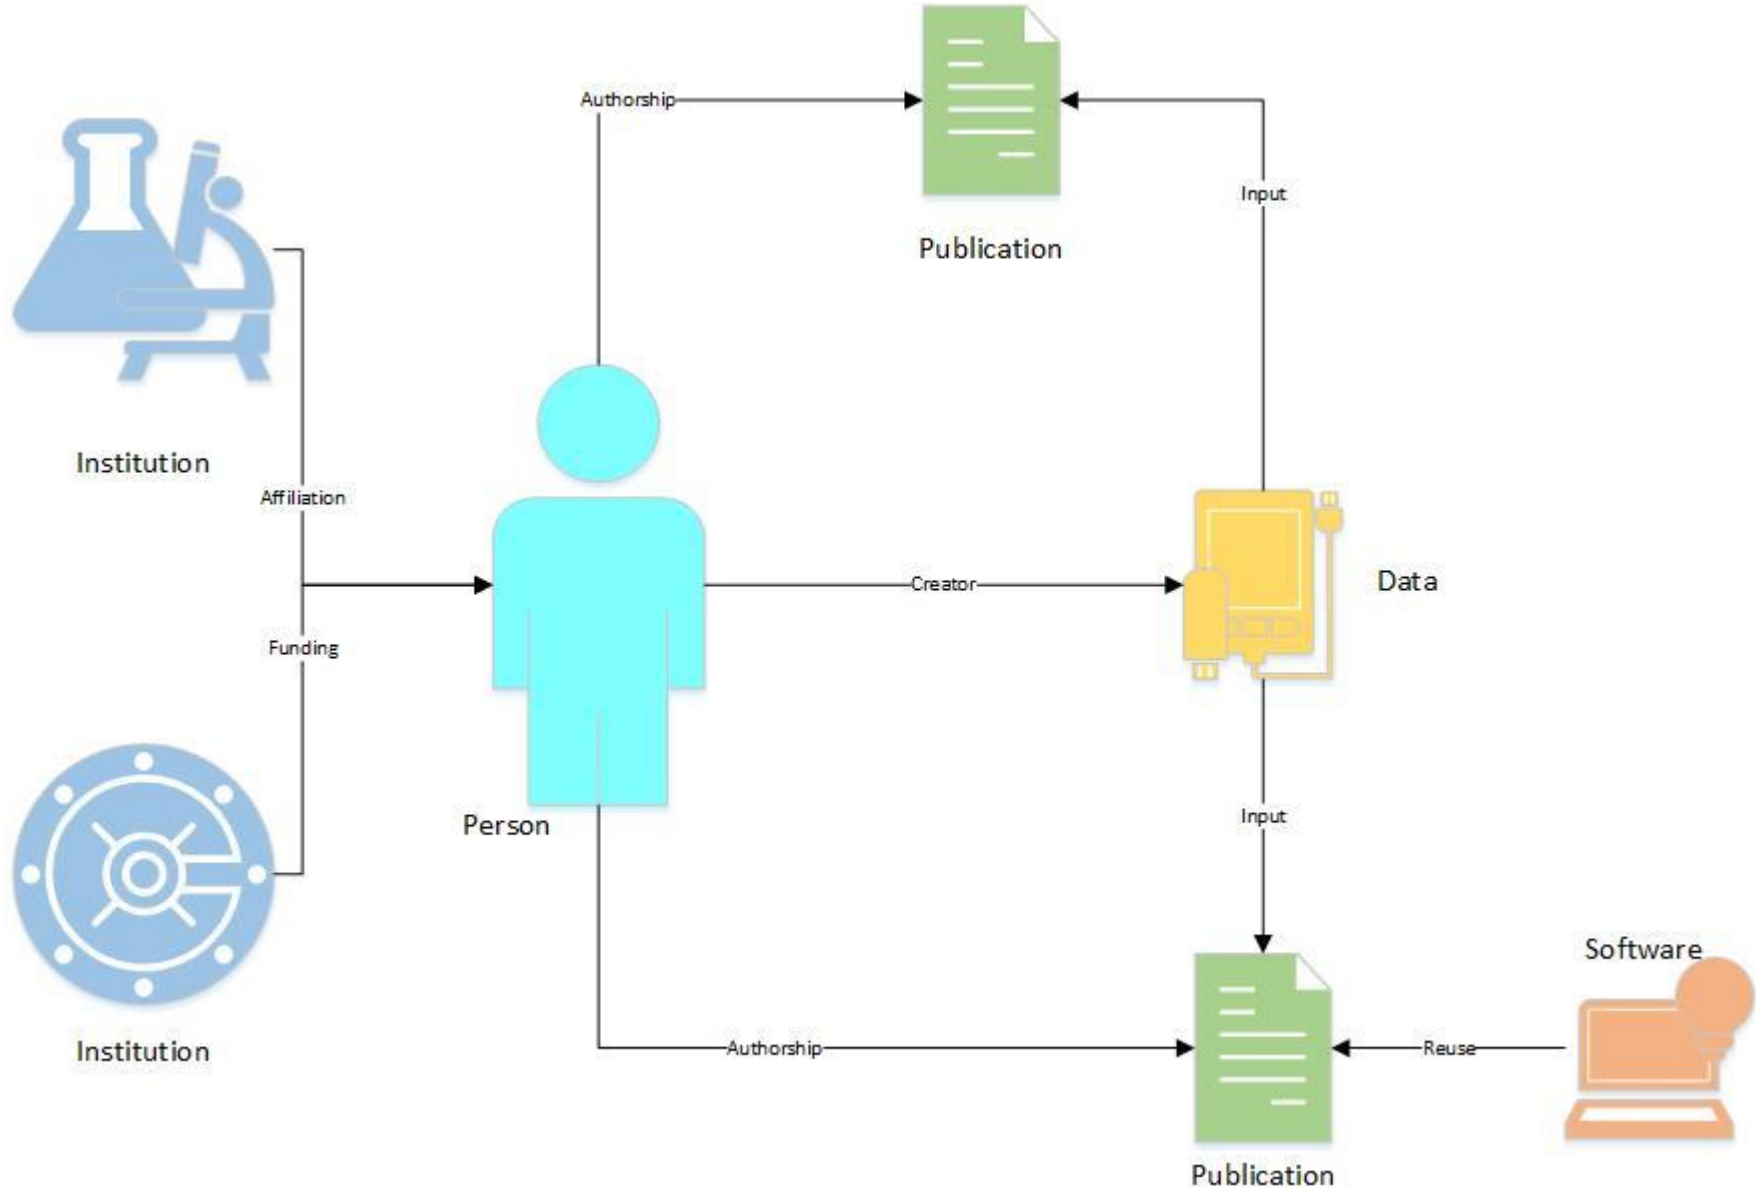 Authorship
Publication
Input
Institution
Affiliation
Creator
Data
Funding
Person
Input
Software
Institution
Authorship
Reuse
Publication